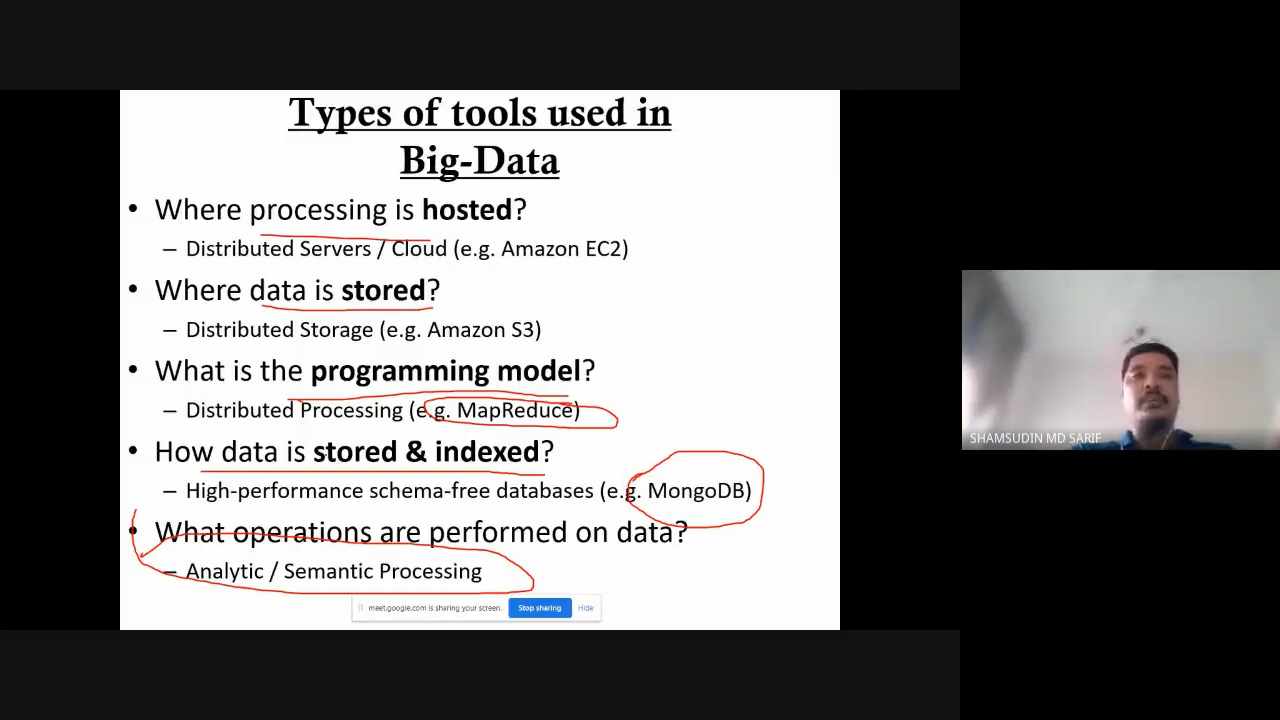 Types of tools used in
Big-Data
• Where processing is hosted?
– Distributed Servers / Cloud (e.g. Amazon EC2)
• Where data is stored?
– Distributed Storage (e.g. Amazon S3)
• What is the programming model?
– Distributed Processing (e.g. MapReduce)
• How data is stored & indexed?
– High-performance schema-free databases (e.g. MongoDB)
• What operations are performed on data?
– Analytic / Semantic Processing
meet.google.com is sharing your screen. Stop sharing Hide
SHAMSUDIN MD SARIF